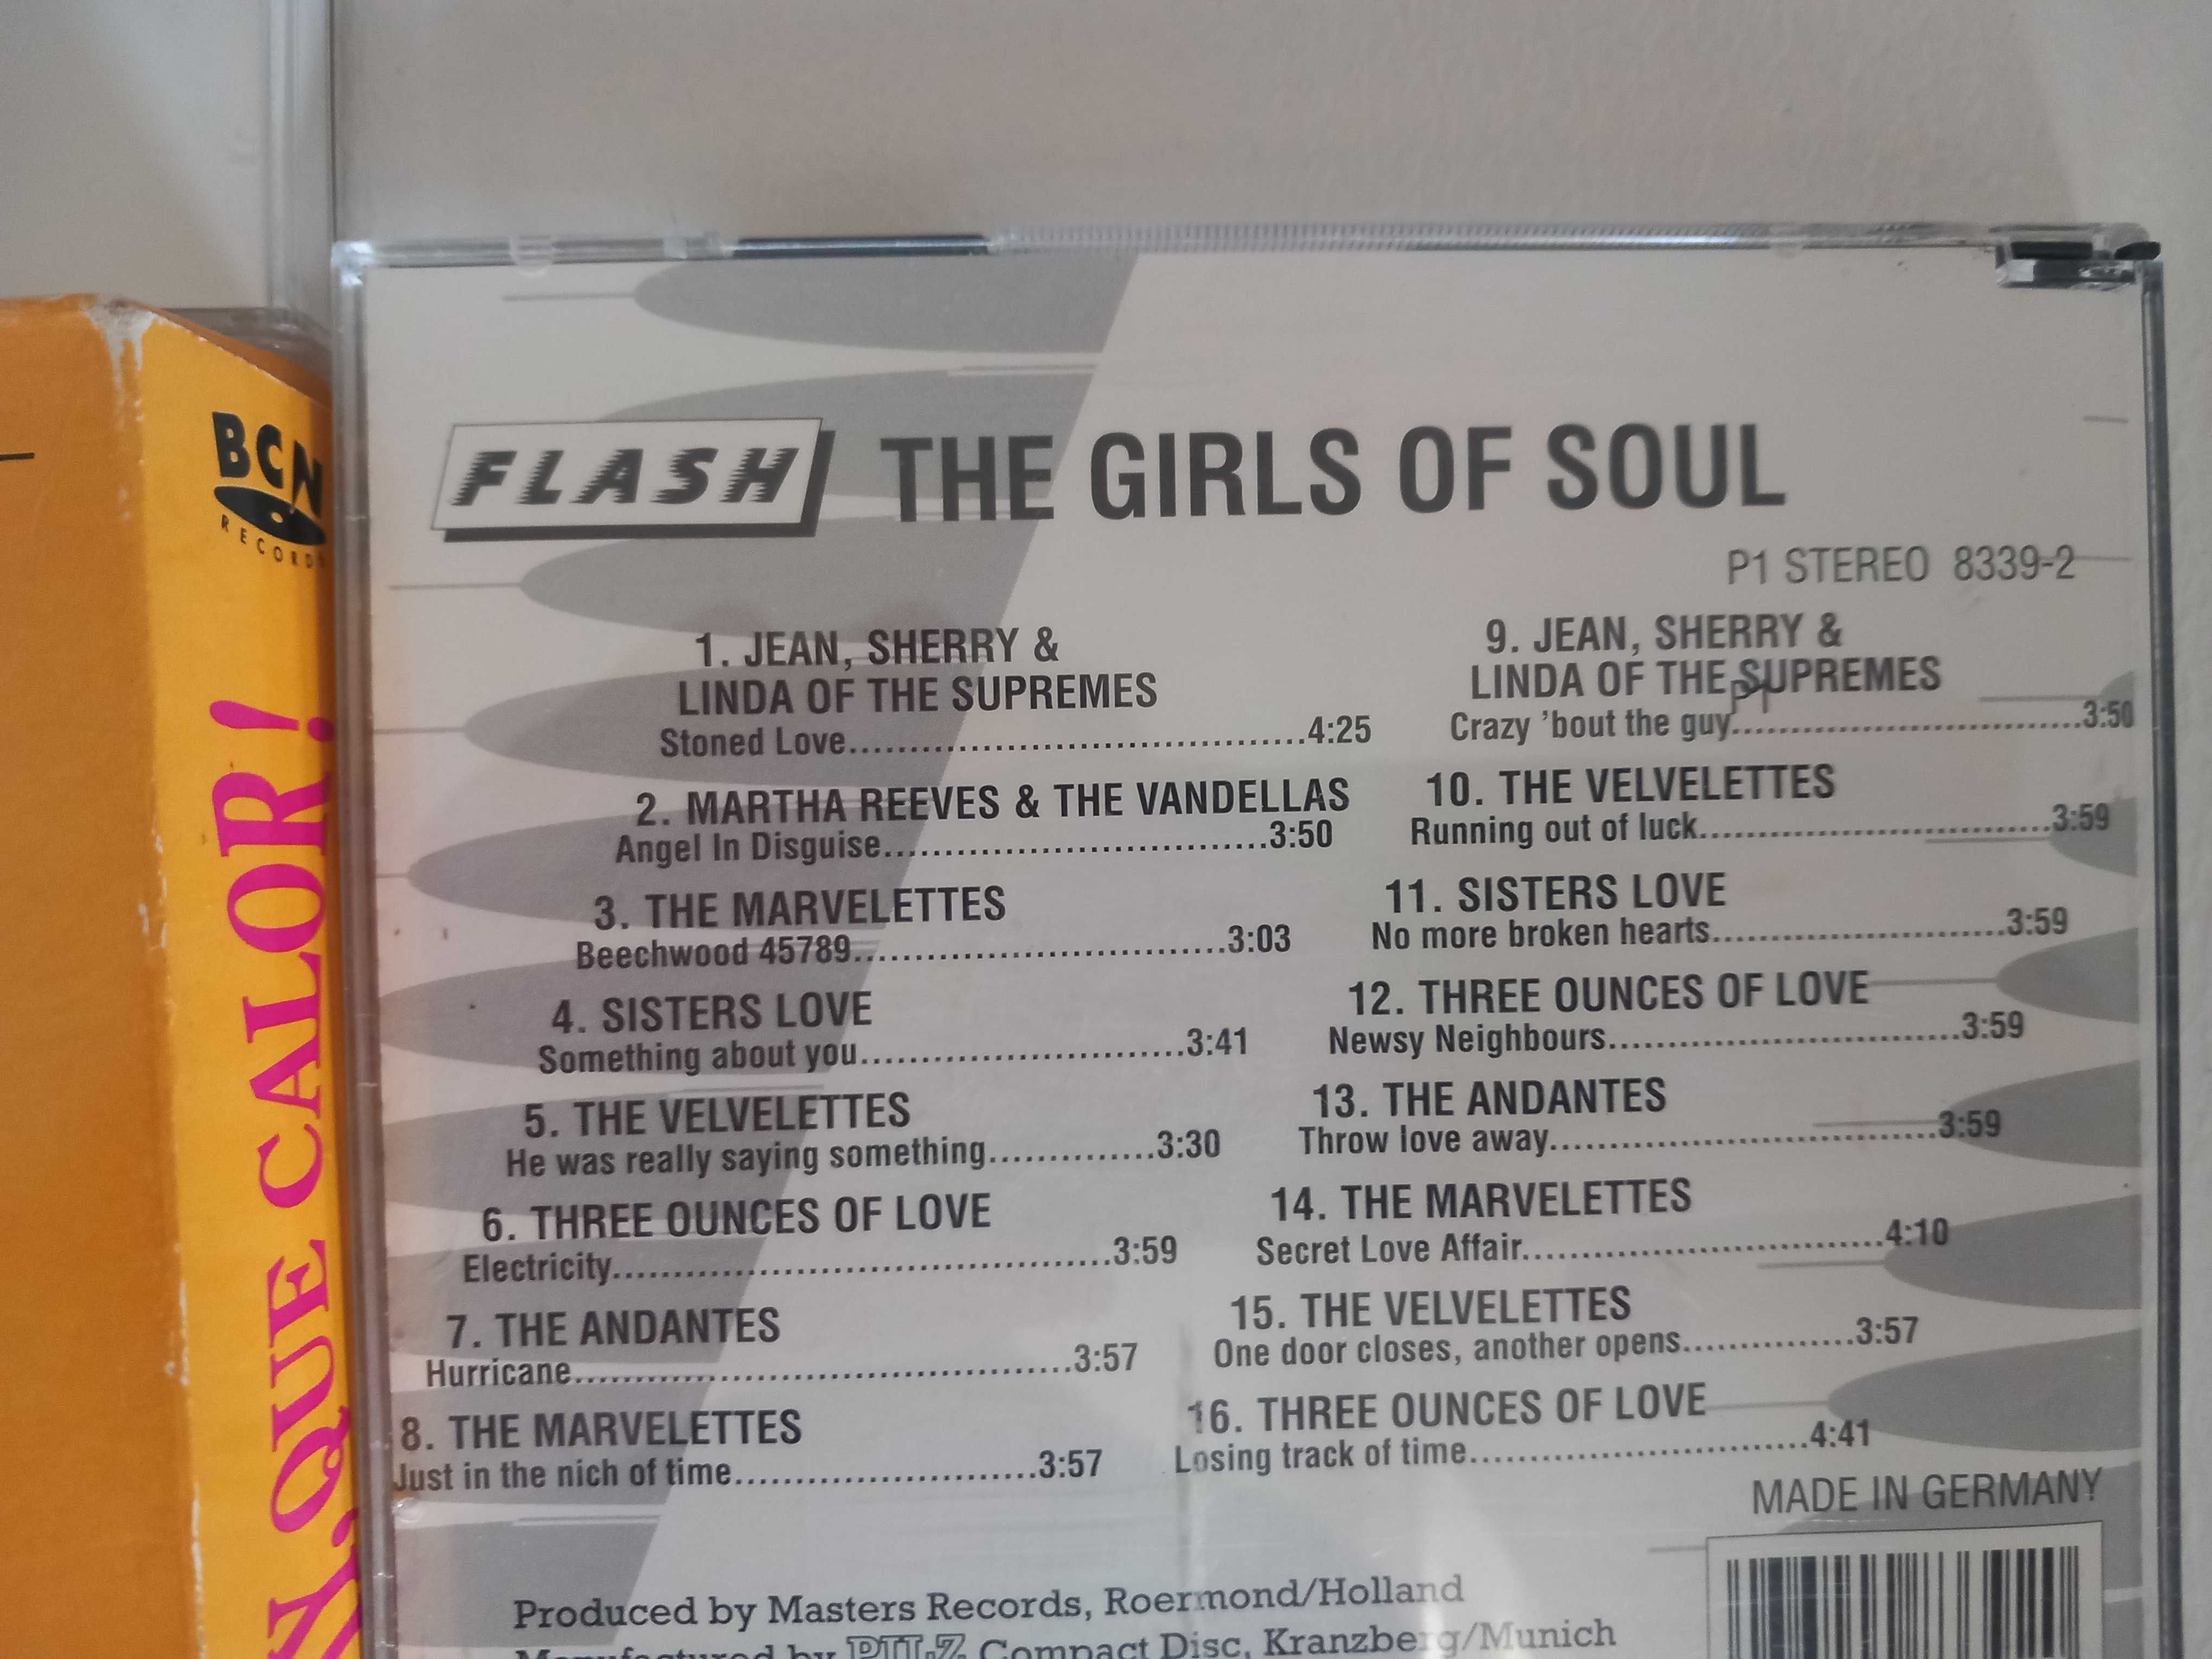 BCN
RECORDS
, QUE CALOR!
FLASH
THE GIRLS OF SOUL
P1 STEREO 8339-2
1. JEAN, SHERRY &
LINDA OF THE SUPREMES
Stoned Love.....................................4:25
2. MARTHA REEVES & THE VANDELLAS
Angel In Disguise...............................3:50
3. THE MARVELETTES
Beechwood 45789..............................3:03
4. SISTERS LOVE
Something about you..........................3:41
5. THE VELVELETTES
He was really saying something..............3:30
6. THREE OUNCES OF LOVE
Electricity.........................................3:59
7. THE ANDANTES
Hurricane.........................................3:57
8. THE MARVELETTES
Just in the nich of time.........................3:57
9. JEAN, SHERRY &
LINDA OF THE SUPREMES
Crazy 'bout the guy.............................3:50
10. THE VELVELETTES
Running out of luck.............................3:59
11. SISTERS LOVE
No more broken hearts........................3:59
12. THREE OUNCES OF LOVE
Newsy Neighbours.............................3:59
13. THE ANDANTES
Throw love away................................3:59
14. THE MARVELETTES
Secret Love Affair..............................4:10
15. THE VELVELETTES
One door closes, another opens..............3:57
16. THREE OUNCES OF LOVE
Losing track of time............................4:41
MADE IN GERMANY
Produced by Masters Records, Roermond/Holland
Manufactured by PILZ Compact Disc, Kranzberg/Munich